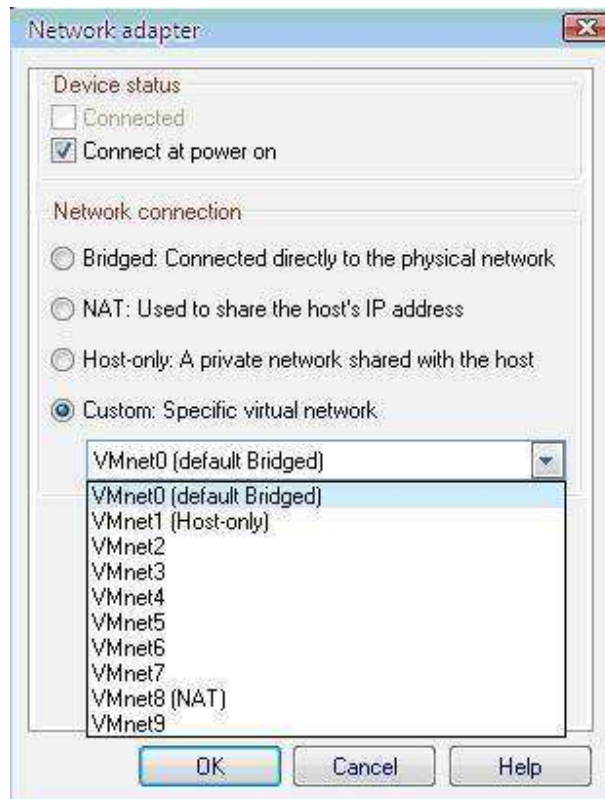 Network adapter
Device status
Connected
Connect at power on
Network connection
Bridged: Connected directly to the physical network
NAT: Used to share the host's IP address
Host-only: A private network shared with the host
Custom: Specific virtual network
VMnet0 (default Bridged)
VMnet0 (default Bridged)
VMnet1 (Host-only)
VMnet2
VMnet3
VMnet4
VMnet5
VMnet6
VMnet7
VMnet8 (NAT)
VMnet9
OK Cancel Help